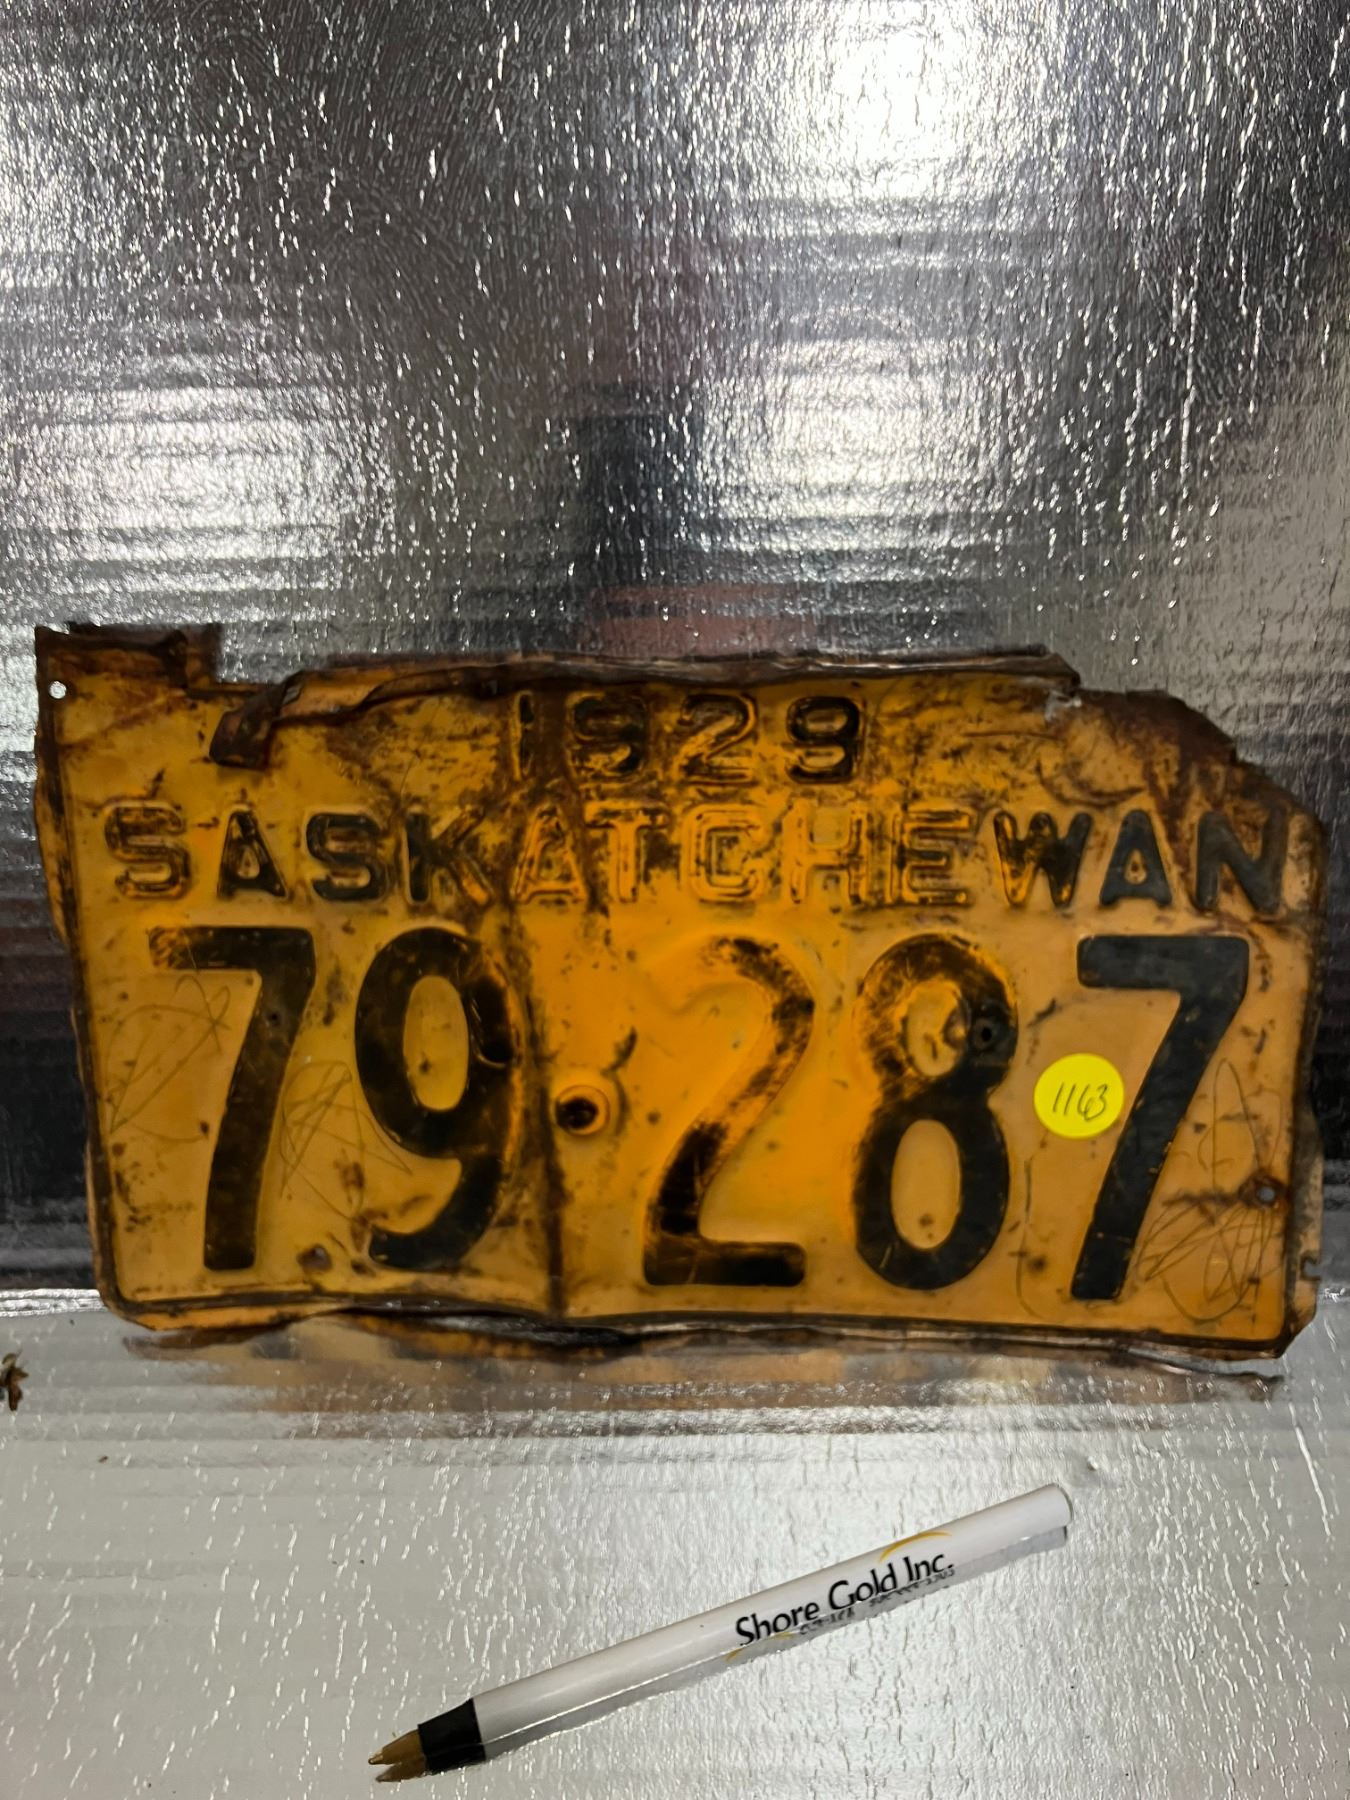 1929
SASKATCHEWAN
79 287
1163
Shore Gold Inc.